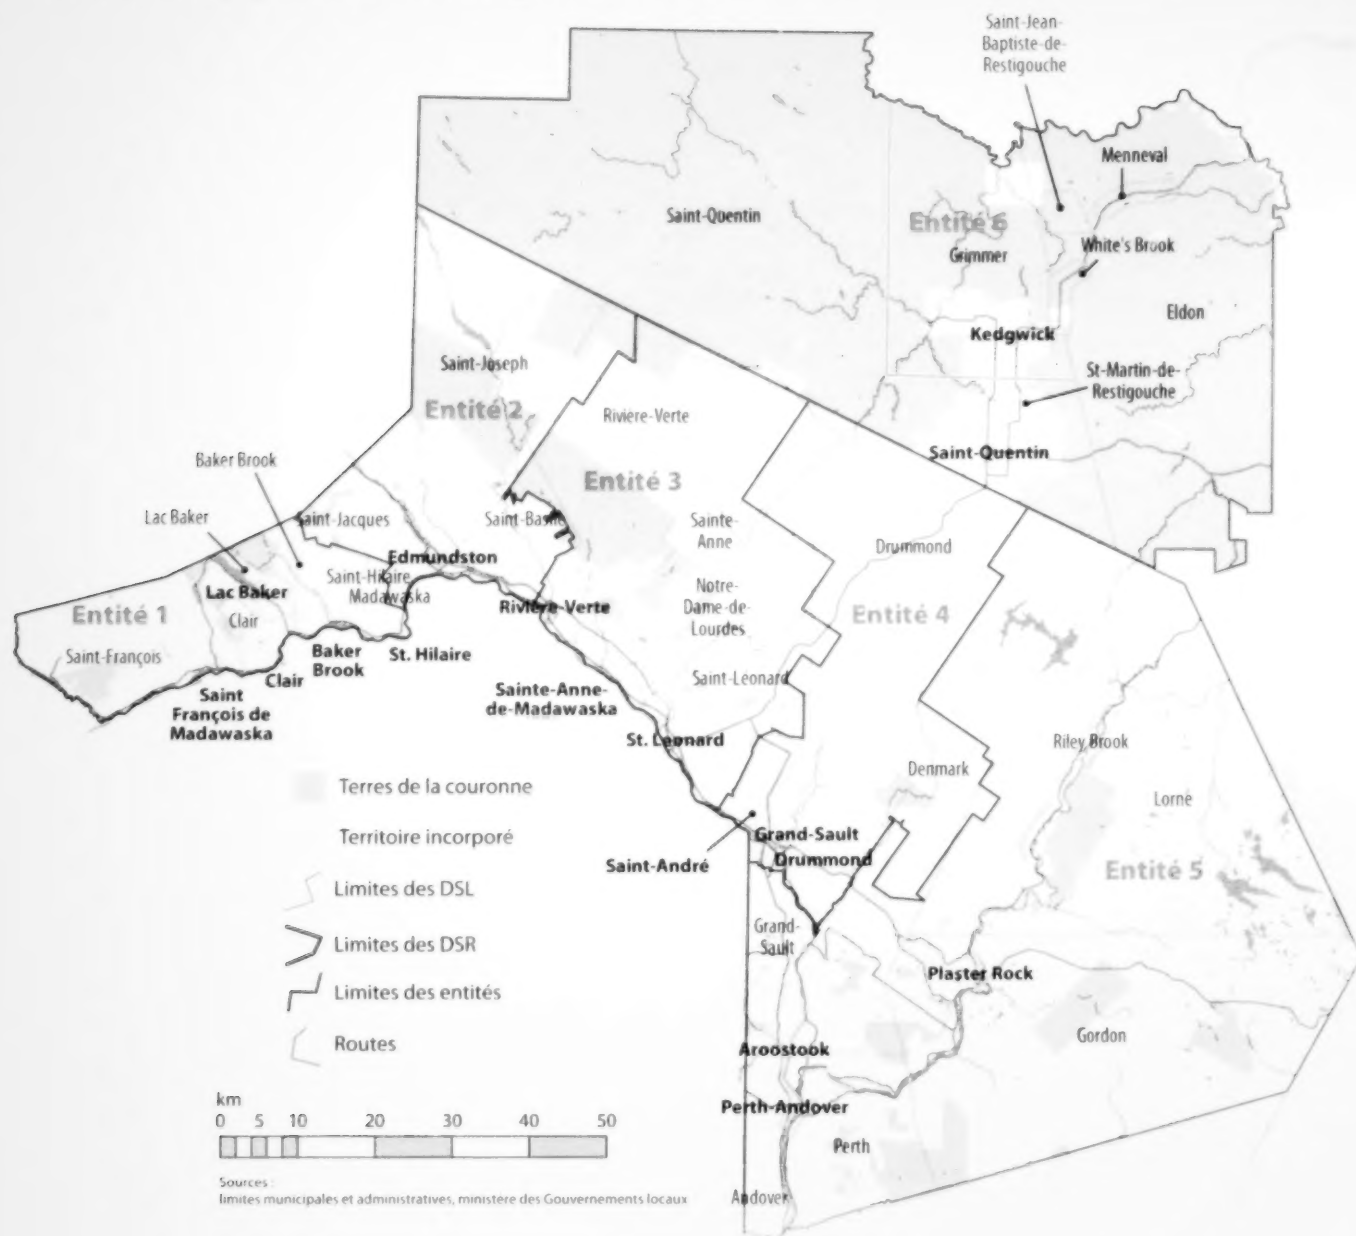 Saint-Jean-
Baptiste-de-
Restigouche
Menneval
Saint-Quentin
Entité 6
White's Brook
Grimmer
Eldon
Kedgwick
Saint-Joseph
St-Martin-de-
Restigouche
Entité 2
Rivière-Verte
Baker Brook
Saint-Quentin
Entité 3
Lac Baker
Saint-Jacques
Saint-Basile
Sainte-
Anne
Drummond
Edmundston
Saint-Hilaire
Madawaska
Lac Baker
Notre-
Dame-de-
Lourdes
Entité 1
Clair
Rivière-Verte
Entité 4
Saint-François
Baker
Brook
St. Hilaire
Saint-Léonard
Clair
Saint
François de
Madawaska
Sainte-Anne-
de-Madawaska
St. Leonard
Riley Brook
Denmark
Lorne
Terres de la couronne
Territoire incorporé
Grand-Sault
Drummond
Saint-André
Entité 5
Limites des DSL
Grand-
Sault
Limites des DSR
Plaster Rock
Limites des entités
Gordon
Routes
Aroostook
km
0 5 10 20 30 40 50
Perth-Andover
Perth
Sources :
limites municipales et administratives, ministère des Gouvernements locaux
Andover